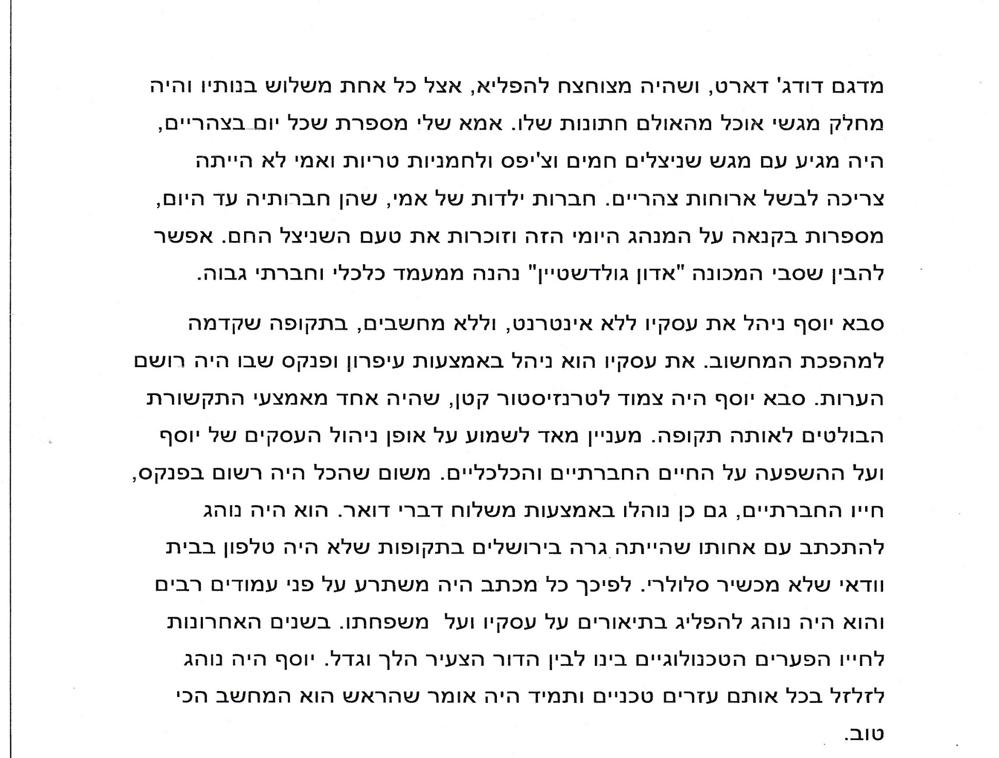 מדגם דודג' דארט, ושהיה מצוחצח להפליא, אצל כל אחת משלוש בנותיו והיה
מחלק מגשי אוכל מהאולם חתונות שלו. אמא שלי מספרת שכל יום בצהריים,
היה מגיע עם מגש שניצלים חמים וצ'יפס ולחמניות טריות ואמי לא הייתה
צריכה לבשל ארוחות צהריים. חברות ילדות של אמי, שהן חברותיה עד היום,
מספרות בקנאה על המנהג היומי הזה וזוכרות את טעם השניצל החם. אפשר
להבין שסבי המכונה "אדון גולדשטיין" נהנה ממעמד כלכלי וחברתי גבוה.
סבא יוסף ניהל את עסקיו ללא אינטרנט, וללא מחשבים, בתקופה שקדמה
למהפכת המחשוב. את עסקיו הוא ניהל באמצעות עיפרון ופנקס שבו היה רושם
הערות. סבא יוסף היה צמוד לטרנזיסטור קטן, שהיה אחד מאמצעי התקשורת
הבולטים לאותה תקופה. מעניין מאד לשמוע על אופן ניהול העסקים של יוסף
ועל ההשפעה על החיים החברתיים והכלכליים. משום שהכל היה רשום בפנקס,
חייו החברתיים, גם כן נוהלו באמצעות משלוח דברי דואר. הוא היה נוהג
להתכתב עם אחותו שהייתה גרה בירושלים בתקופות שלא היה טלפון בבית
וודאי שלא מכשיר סלולרי. לפיכך כל מכתב היה משתרע על פני עמודים רבים
והוא היה נוהג להפליג בתיאורים על עסקיו ועל  משפחתו. בשנים האחרונות
לחייו הפערים הטכנולוגיים בינו לבין הדור הצעיר הלך וגדל. יוסף היה נוהג
לזלזל בכל אותם עזרים טכניים ותמיד היה אומר שהראש הוא המחשב הכי
טוב.